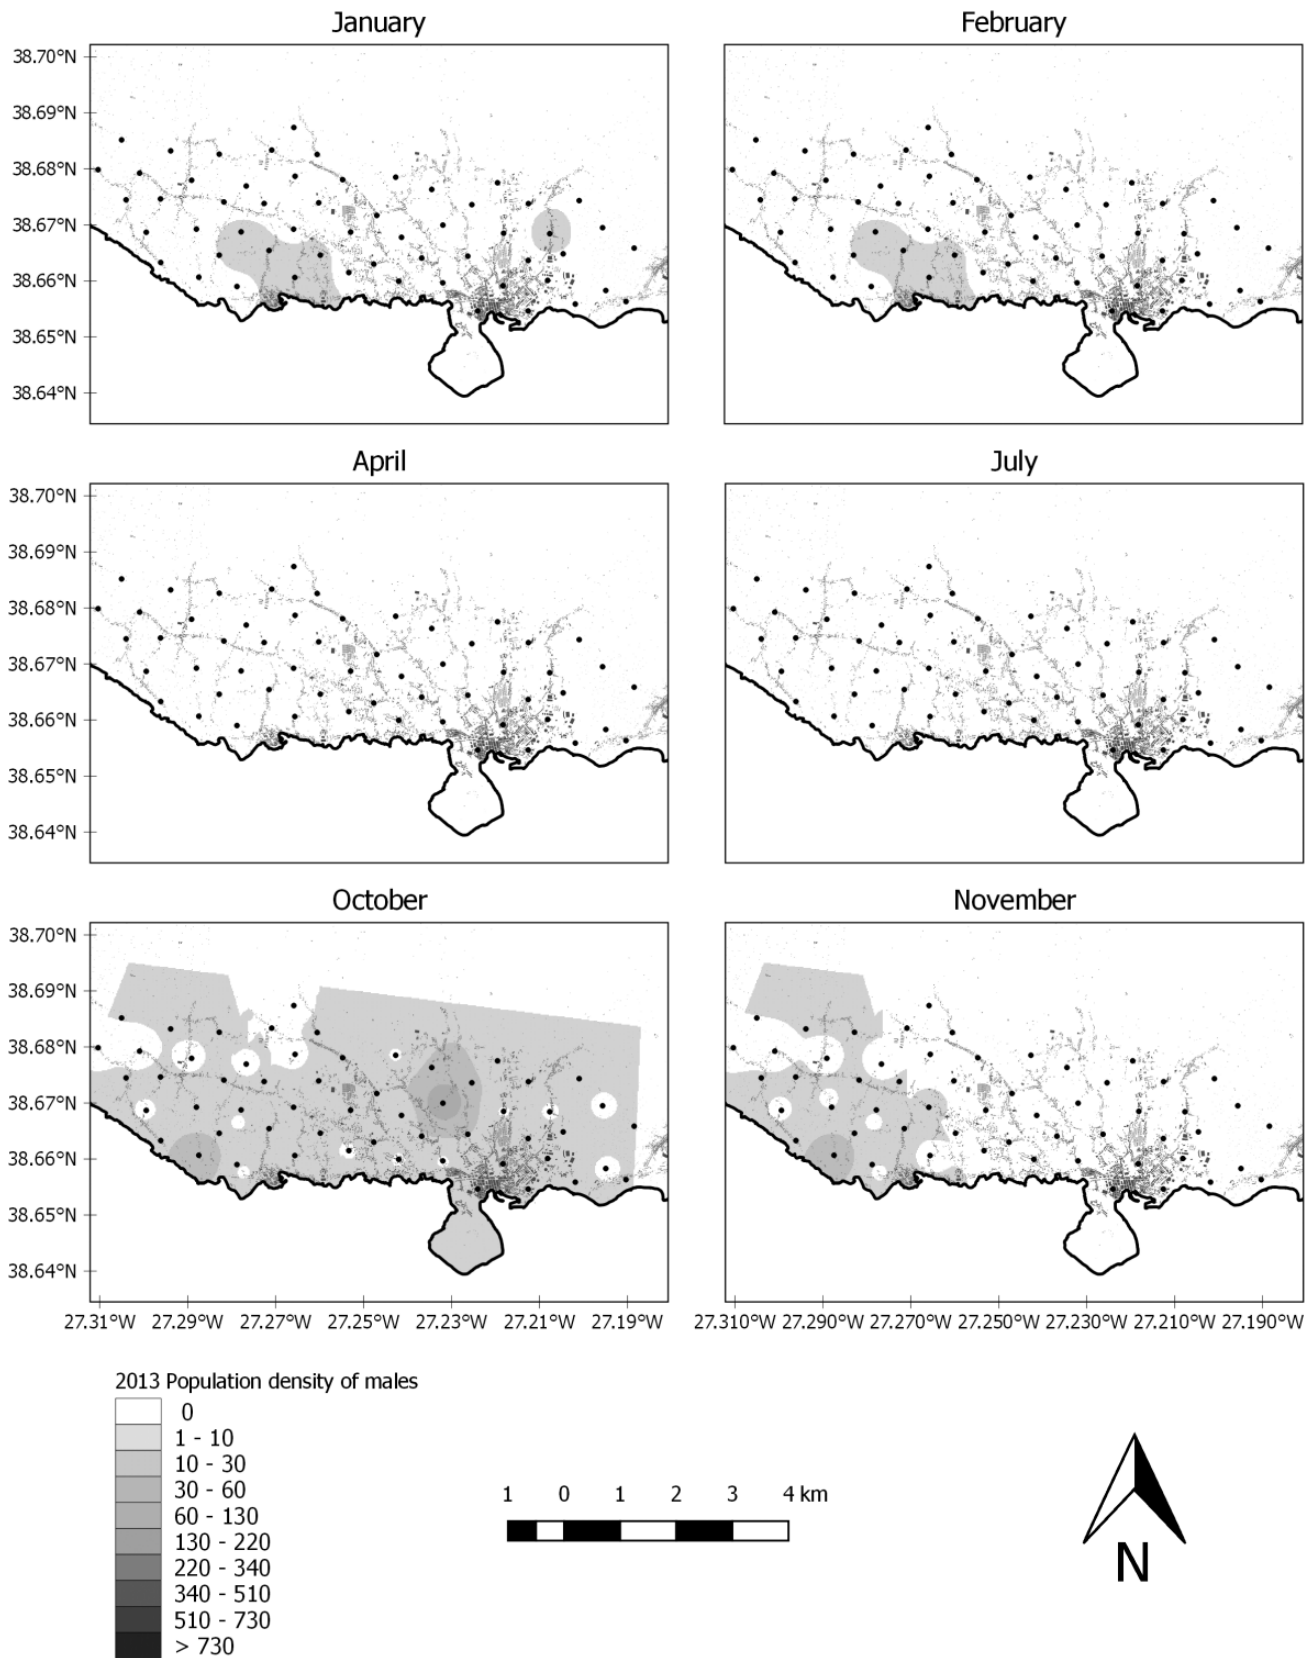 January February
38.70°N
38.69°N
38.68°N
38.67°N
38.66°N
38.65°N
38.64°N
April July
38.70°N
38.69°N
38.68°N
38.67°N
38.66°N
38.65°N
38.64°N
October November
38.70°N
38.69°N
38.68°N
38.67°N
38.66°N
38.65°N
38.64°N
27.31°W 27.29°W 27.27°W 27.25°W 27.23°W 27.21°W 27.19°W 27.310°W 27.290°W 27.270°W 27.250°W 27.230°W 27.210°W 27.190°W
2013 Population density of males
0
1 - 10
10 - 30
30 - 60
60 - 130
130 - 220
220 - 340
340 - 510
510 - 730
> 730
1 0 1 2 3 4 km
N